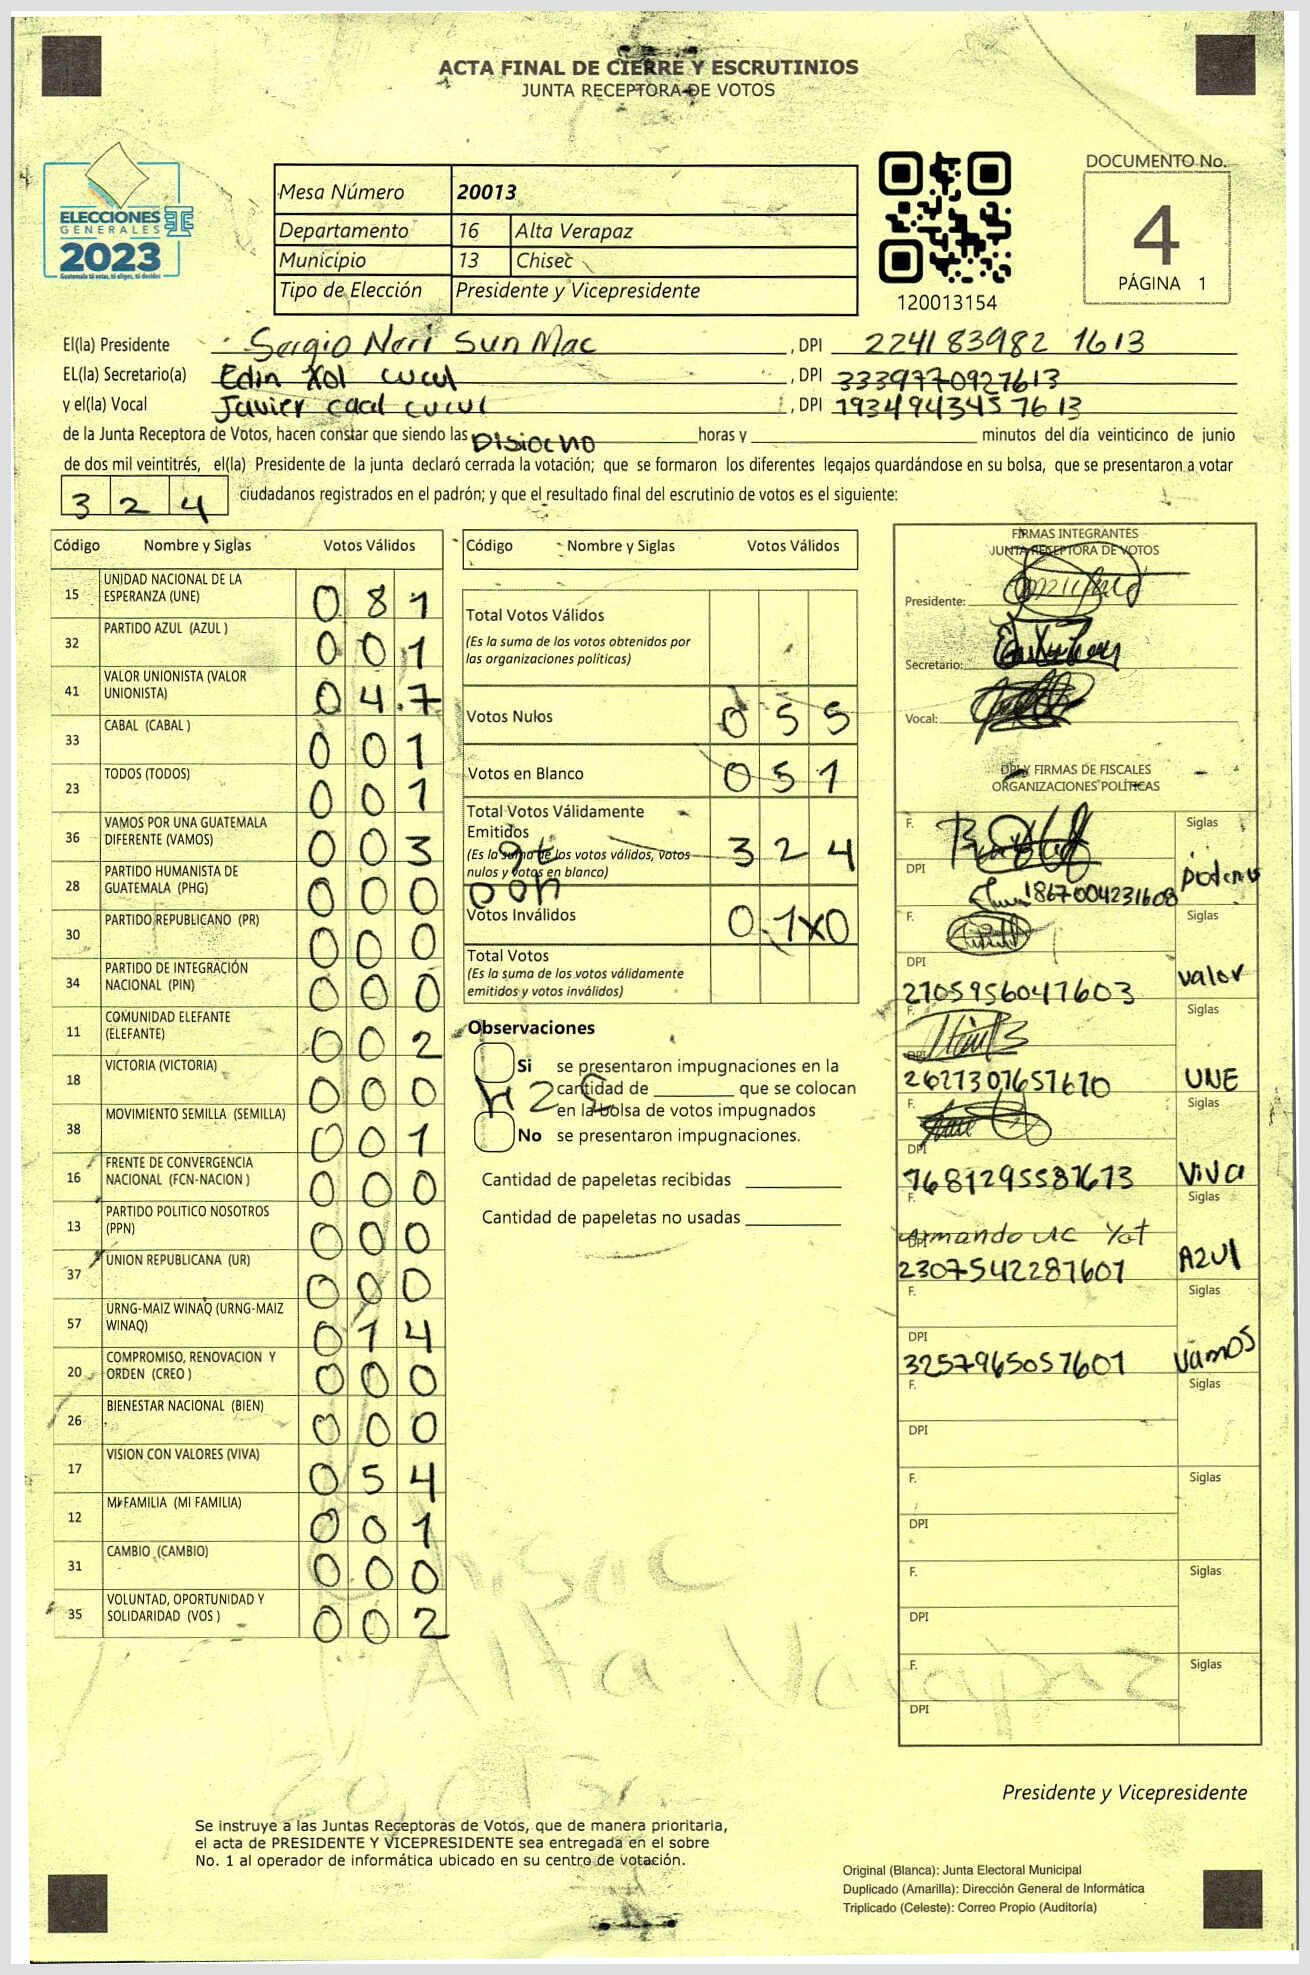 ACTA FINAL DE CIERRE Y ESCRUTINIOS
JUNTA RECEPTORA DE VOTOS
ELECCIONES
GENERALES
2023
Guatemala tú votas, tú eliges, tú decides
Mesa Número 20013
Departamento 16 Alta Verapaz
Municipio 13 Chisec
Tipo de Elección Presidente y Vicepresidente
120013154
DOCUMENTO No.
4
PÁGINA 1
El(la) Presidente Sergio Neri Sun Mac , DPI 224183982 1613
EL(la) Secretario(a) Edin Xol cucul , DPI 3339770927613
y el(la) Vocal Javier caal cucul , DPI 1934943457613
de la Junta Receptora de Votos, hacen constar que siendo las Disiocho horas y minutos del día veinticinco de junio
de dos mil veintitrés, el(la) Presidente de la junta declaró cerrada la votación; que se formaron los diferentes legajos quardándose en su bolsa, que se presentaron a votar
3 2 4 ciudadanos registrados en el padrón; y que el resultado final del escrutinio de votos es el siguiente:
Código Nombre y Siglas Votos Válidos
15 UNIDAD NACIONAL DE LA ESPERANZA (UNE) 0 8 1
32 PARTIDO AZUL (AZUL ) 0 0 1
41 VALOR UNIONISTA (VALOR UNIONISTA) 0 4 7
33 CABAL (CABAL ) 0 0 1
23 TODOS (TODOS) 0 0 1
36 VAMOS POR UNA GUATEMALA DIFERENTE (VAMOS) 0 0 3
28 PARTIDO HUMANISTA DE GUATEMALA (PHG) 0 0 0
30 PARTIDO REPUBLICANO (PR) 0 0 0
34 PARTIDO DE INTEGRACIÓN NACIONAL (PIN) 0 0 0
11 COMUNIDAD ELEFANTE (ELEFANTE) 0 0 2
18 VICTORIA (VICTORIA) 0 0 0
38 MOVIMIENTO SEMILLA (SEMILLA) 0 0 1
16 FRENTE DE CONVERGENCIA NACIONAL (FCN-NACION ) 0 0 0
13 PARTIDO POLITICO NOSOTROS (PPN) 0 0 0
37 UNION REPUBLICANA (UR) 0 0 0
57 URNG-MAIZ WINAQ (URNG-MAIZ WINAQ) 0 1 4
20 COMPROMISO, RENOVACION Y ORDEN (CREO ) 0 0 0
26 BIENESTAR NACIONAL (BIEN) 0 0 0
17 VISION CON VALORES (VIVA) 0 5 4
12 MI FAMILIA (MI FAMILIA) 0 0 1
31 CAMBIO (CAMBIO) 0 0 0
35 VOLUNTAD, OPORTUNIDAD Y SOLIDARIDAD (VOS ) 0 0 2
Código Nombre y Siglas Votos Válidos
Total Votos Válidos
(Es la suma de los votos obtenidos por
las organizaciones políticas)
Votos Nulos 0 5 5
Votos en Blanco 0 5 1
Total Votos Válidamente
Emitidos 3 2 4
(Es la suma de los votos válidos, votos
nulos y votos en blanco)
Votos Inválidos 0 1x0
Total Votos
(Es la suma de los votos válidamente
emitidos y votos inválidos)
Observaciones
Si se presentaron impugnaciones en la
cantidad de que se colocan
en la bolsa de votos impugnados
No se presentaron impugnaciones.
Cantidad de papeletas recibidas
Cantidad de papeletas no usadas
FIRMAS INTEGRANTES
JUNTA RECEPTORA DE VOTOS
Presidente:
Secretario:
Vocal:
DPI Y FIRMAS DE FISCALES
ORGANIZACIONES POLÍTICAS
F. Siglas
DPI 1867004231608 podemos
F. Siglas
DPI 2705956047603 valor
F. Siglas
DPI 2627307657610 UNE
F. Siglas
DPI 7681295587613 ViVa
F. Armando Yat Siglas
DPI 2307542287607 AZUl
F. Siglas
DPI 3257965057607 vamos
F. Siglas
DPI
F. Siglas
DPI
F. Siglas
DPI
F. Siglas
DPI
Alta Verapaz
Presidente y Vicepresidente
Se instruye a las Juntas Receptoras de Votos, que de manera prioritaria,
el acta de PRESIDENTE Y VICEPRESIDENTE sea entregada en el sobre
No. 1 al operador de informática ubicado en su centro de votación.
Original (Blanca): Junta Electoral Municipal
Duplicado (Amarilla): Dirección General de Informática
Triplicado (Celeste): Correo Propio (Auditoría)